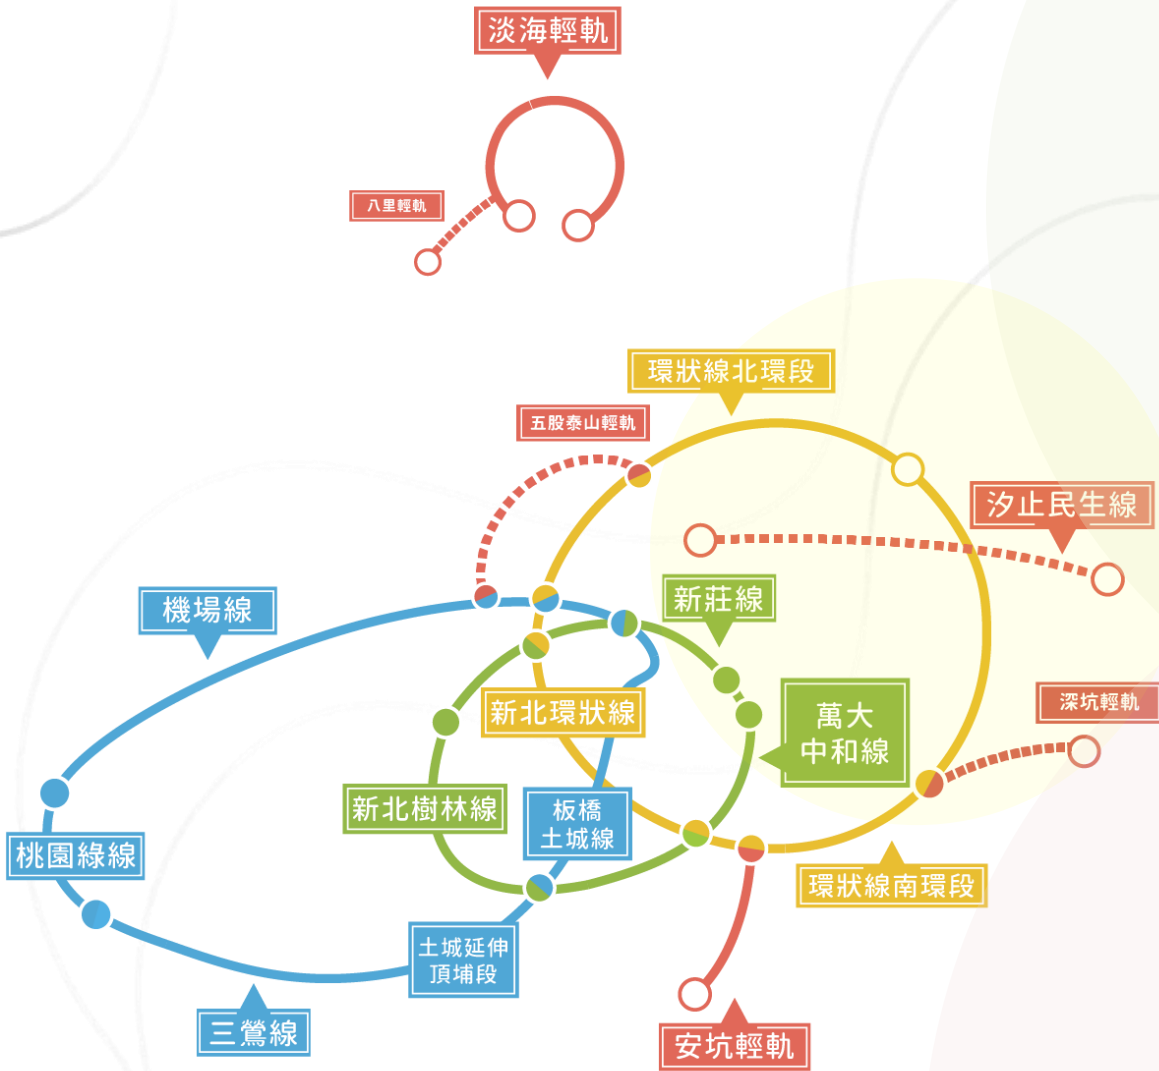 淡海輕軌
八里輕軌
環狀線北環段
五股泰山輕軌
汐止民生線
機場線
新莊線
深坑輕軌
新北環狀線
萬大
中和線
新北樹林線
板橋
土城線
桃園綠線
環狀線南環段
土城延伸
頂埔段
三鶯線
安坑輕軌